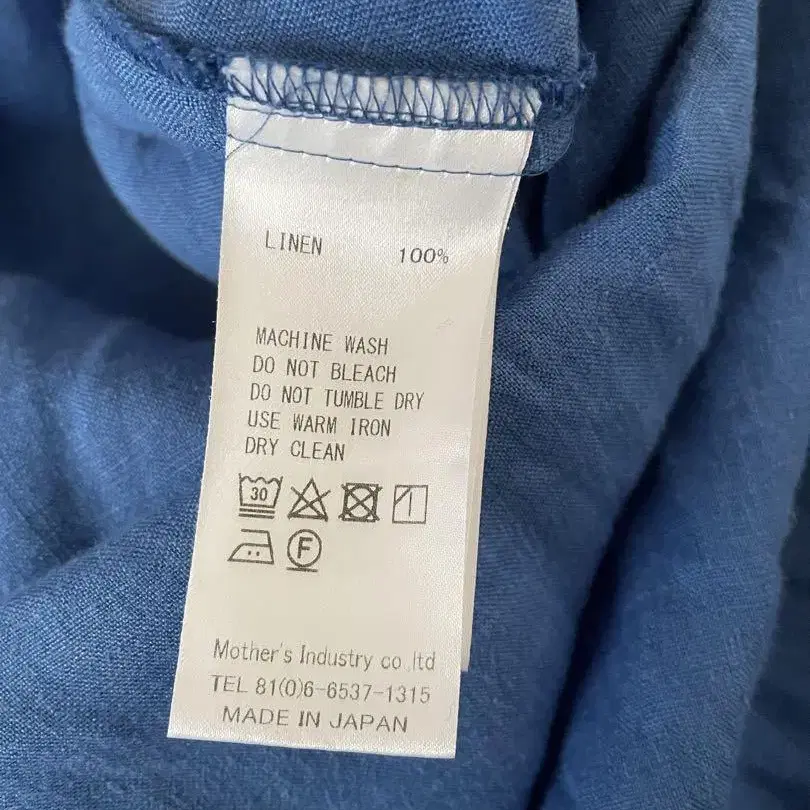 LINEN 100%
MACHINE WASH
DO NOT BLEACH
DO NOT TUMBLE DRY
USE WARM IRON
DRY CLEAN
30
F
Mother's Industry co.,ltd
TEL 81(0)6-6537-1315
MADE IN JAPAN